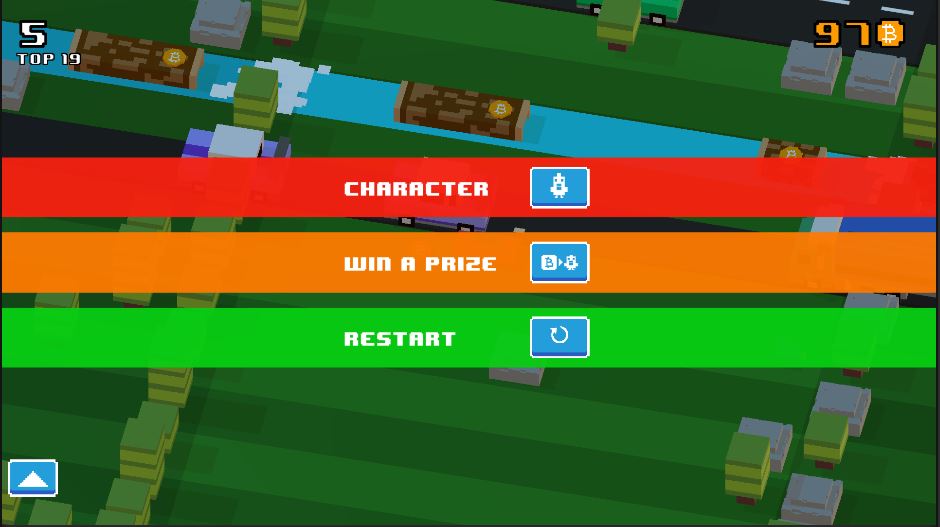 5
TOP 19
97
CHARACTER
WIN A PRIZE
RESTART